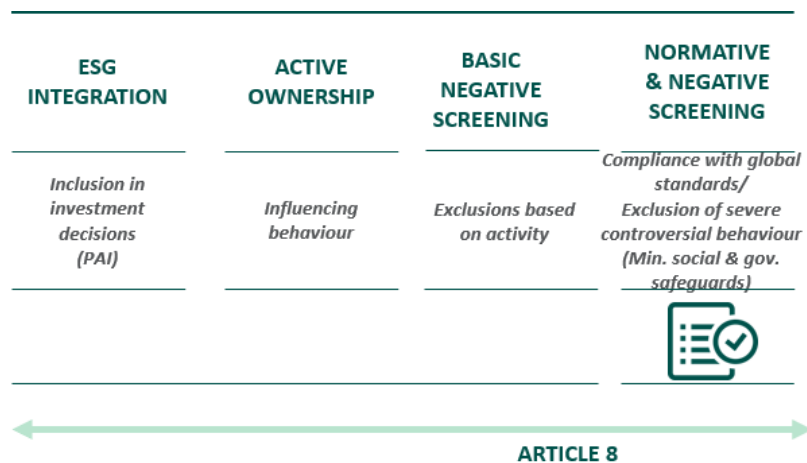 ESG
INTEGRATION
ACTIVE
OWNERSHIP
BASIC
NEGATIVE
SCREENING
NORMATIVE
& NEGATIVE
SCREENING
Inclusion in
investment
decisions
(PAI)
Influencing
behaviour
Exclusions based
on activity
Compliance with global
standards/
Exclusion of severe
controversial behaviour
(Min. social & gov.
safeguards)
ARTICLE 8